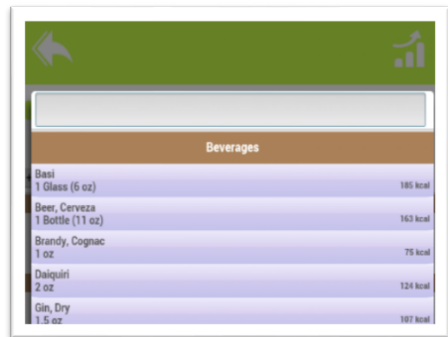 Beverages
Basi
1 Glass (6 oz)
185 kcal
Beer, Cerveza
1 Bottle (11 oz)
163 kcal
Brandy, Cognac
1 oz
75 kcal
Daiquiri
2 oz
124 kcal
Gin, Dry
1.5 oz
107 kcal